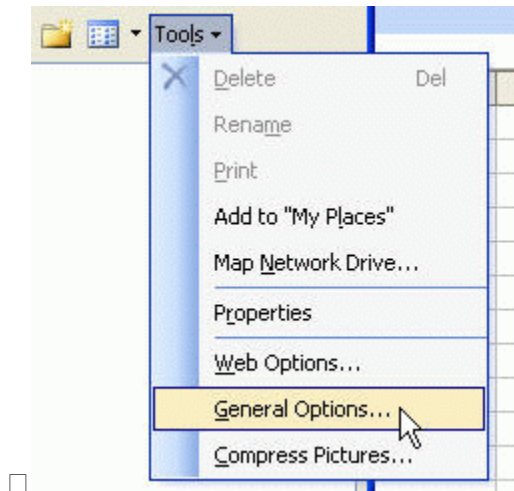 Tools
Delete Del
Rename
Print
Add to "My Places"
Map Network Drive...
Properties
Web Options...
General Options...
Compress Pictures...